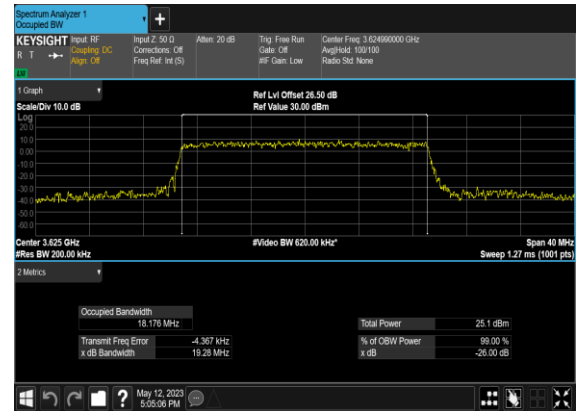 Spectrum Analyzer 1
Occupied BW
+
KEYSIGHT
R T
LXI
Input: RF
Coupling: DC
Align: Off
Input Z: 50 Ω
Corrections: Off
Freq Ref: Int (S)
Atten: 20 dB
Trig: Free Run
Gate: Off
#IF Gain: Low
Center Freq: 3.624990000 GHz
Avg|Hold: 100/100
Radio Std: None
1 Graph
Scale/Div 10.0 dB
Ref Lvl Offset 26.50 dB
Ref Value 30.00 dBm
Log
20.0
10.0
0.00
-10.0
-20.0
-30.0
-40.0
-50.0
-60.0
Center 3.625 GHz
#Res BW 200.00 kHz
#Video BW 620.00 kHz*
Span 40 MHz
Sweep 1.27 ms (1001 pts)
2 Metrics
Occupied Bandwidth
18.176 MHz
Total Power 25.1 dBm
Transmit Freq Error -4.367 kHz
% of OBW Power 99.00 %
x dB Bandwidth 19.28 MHz
x dB -26.00 dB
?
May 12, 2023
5:05:06 PM